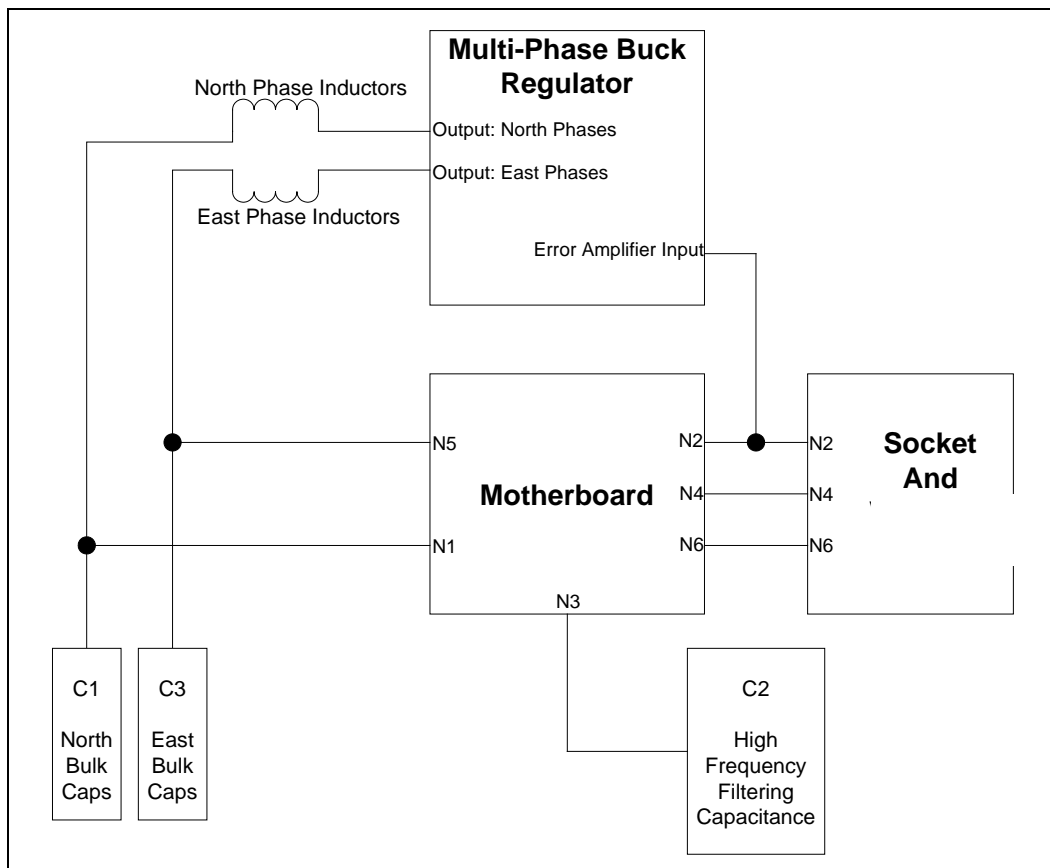 Multi-Phase Buck
Regulator
North Phase Inductors
Output: North Phases
Output: East Phases
East Phase Inductors
Error Amplifier Input
N5
N2
N2
Socket
And
Motherboard
N4
N4
N1
N6
N6
N3
C1
North
Bulk
Caps
C3
East
Bulk
Caps
C2
High
Frequency
Filtering
Capacitance